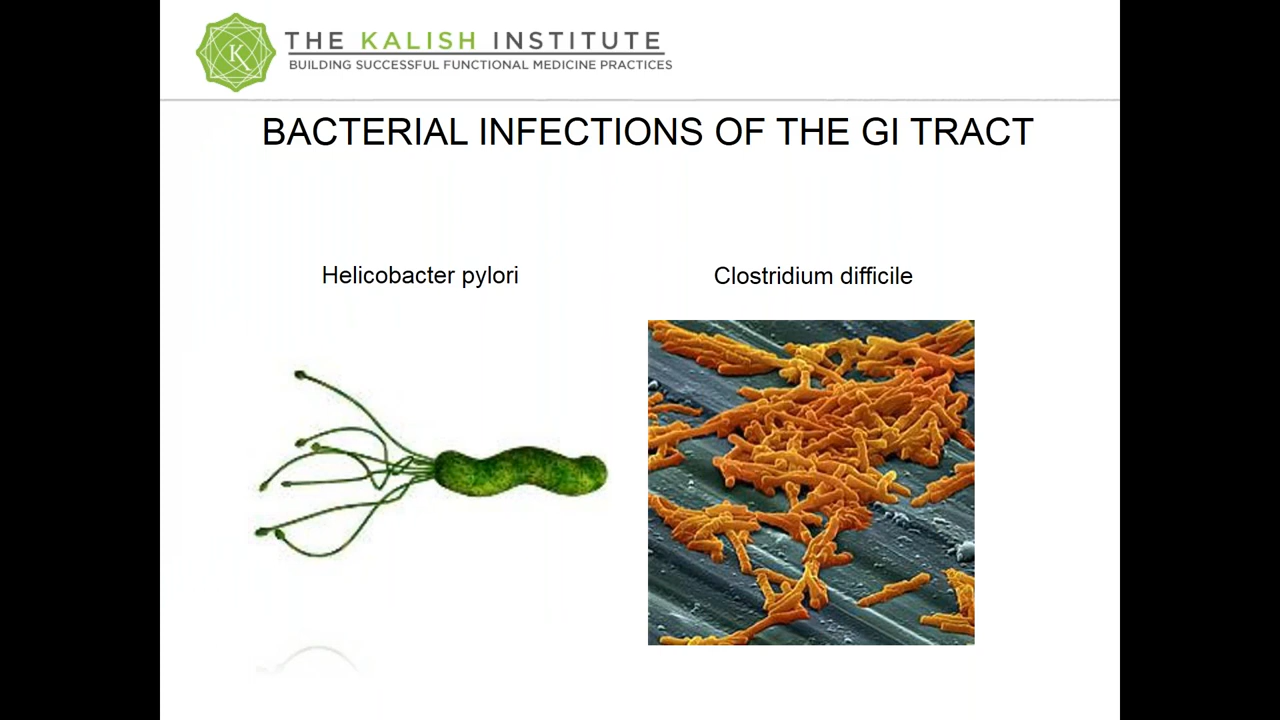 THE KALISH INSTITUTE
BUILDING SUCCESSFUL FUNCTIONAL MEDICINE PRACTICES
K
BACTERIAL INFECTIONS OF THE GI TRACT
Helicobacter pylori
Clostridium difficile